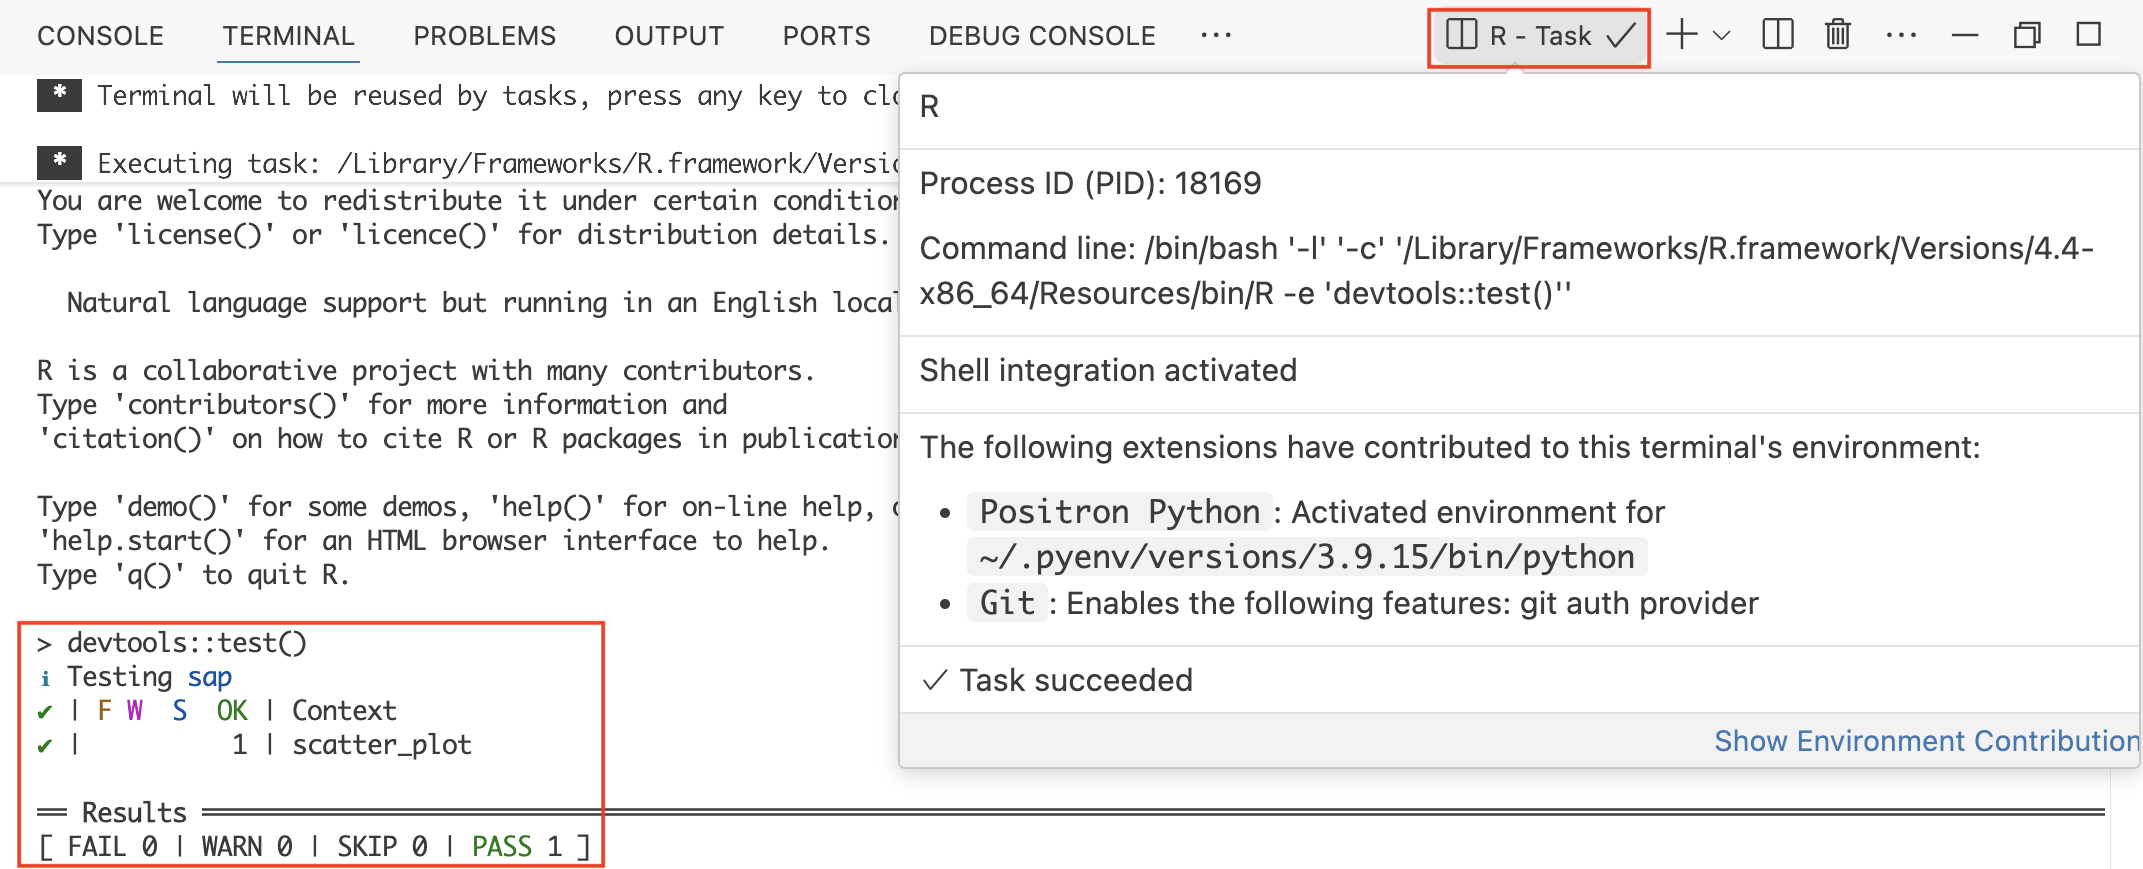 CONSOLE TERMINAL PROBLEMS OUTPUT PORTS DEBUG CONSOLE ··· R - Task ✓
* Terminal will be reused by tasks, press any key to clo
* Executing task: /Library/Frameworks/R.framework/Versio
You are welcome to redistribute it under certain condition
Type 'license()' or 'licence()' for distribution details.
Natural language support but running in an English local
R is a collaborative project with many contributors.
Type 'contributors()' for more information and
'citation()' on how to cite R or R packages in publication
Type 'demo()' for some demos, 'help()' for on-line help, o
'help.start()' for an HTML browser interface to help.
Type 'q()' to quit R.
> devtools::test()
ℹ Testing sap
✔ | F W  S  OK | Context
✔ |          1 | scatter_plot
══ Results ══
[ FAIL 0 | WARN 0 | SKIP 0 | PASS 1 ]
R
Process ID (PID): 18169
Command line: /bin/bash '-l' '-c' '/Library/Frameworks/R.framework/Versions/4.4-
x86_64/Resources/bin/R -e 'devtools::test()''
Shell integration activated
The following extensions have contributed to this terminal's environment:
• Positron Python: Activated environment for
~/.pyenv/versions/3.9.15/bin/python
• Git: Enables the following features: git auth provider
✓ Task succeeded
Show Environment Contribution